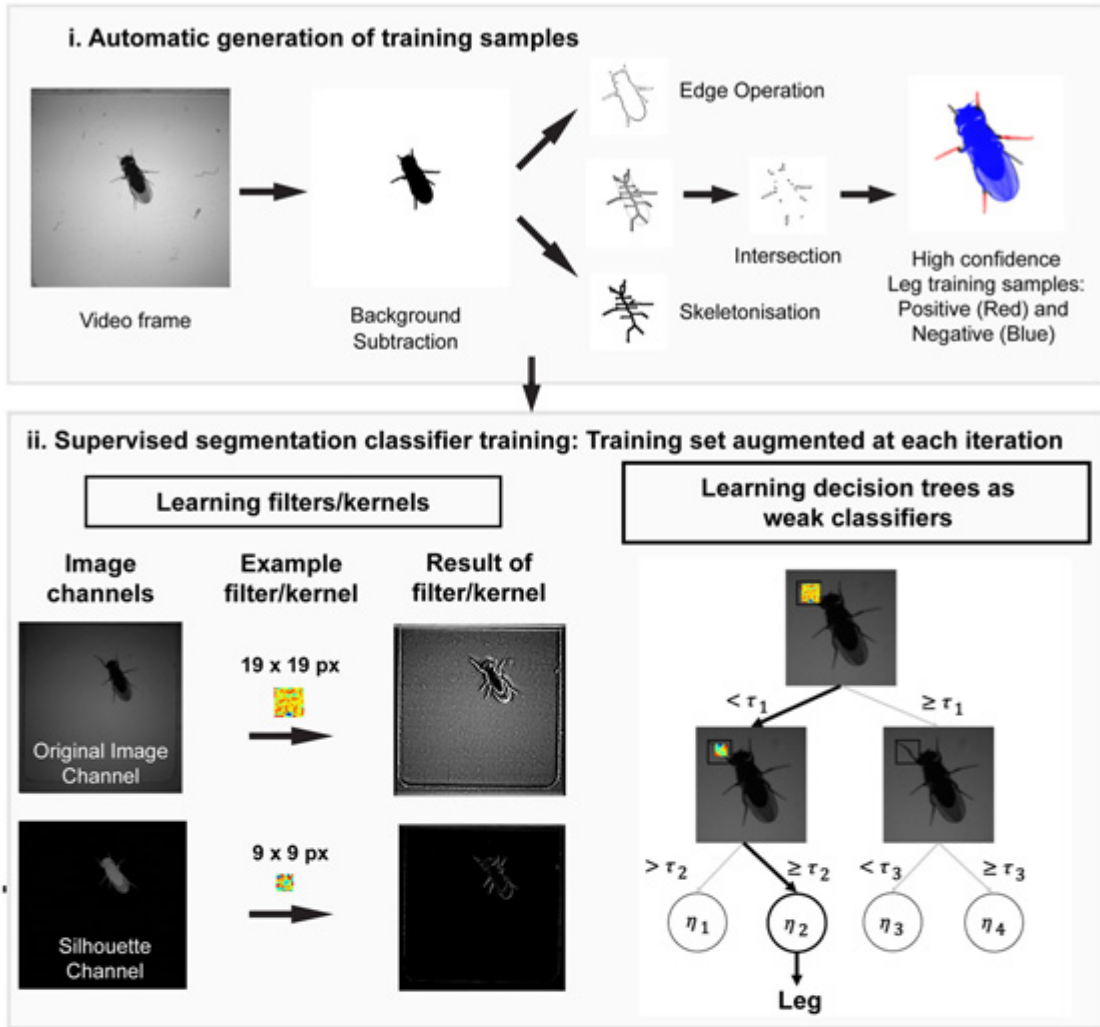 i. Automatic generation of training samples
Video frame
Background
Subtraction
Edge Operation
Skeletonisation
Intersection
High confidence
Leg training samples:
Positive (Red) and
Negative (Blue)
ii. Supervised segmentation classifier training: Training set augmented at each iteration
Learning filters/kernels
Image
channels
Example
filter/kernel
Result of
filter/kernel
Original Image
Channel
19 x 19 px
Silhouette
Channel
9 x 9 px
Learning decision trees as
weak classifiers
< τ₁
≥ τ₁
> τ₂
≥ τ₂
< τ₃
≥ τ₃
η₁
η₂
η₃
η₄
Leg